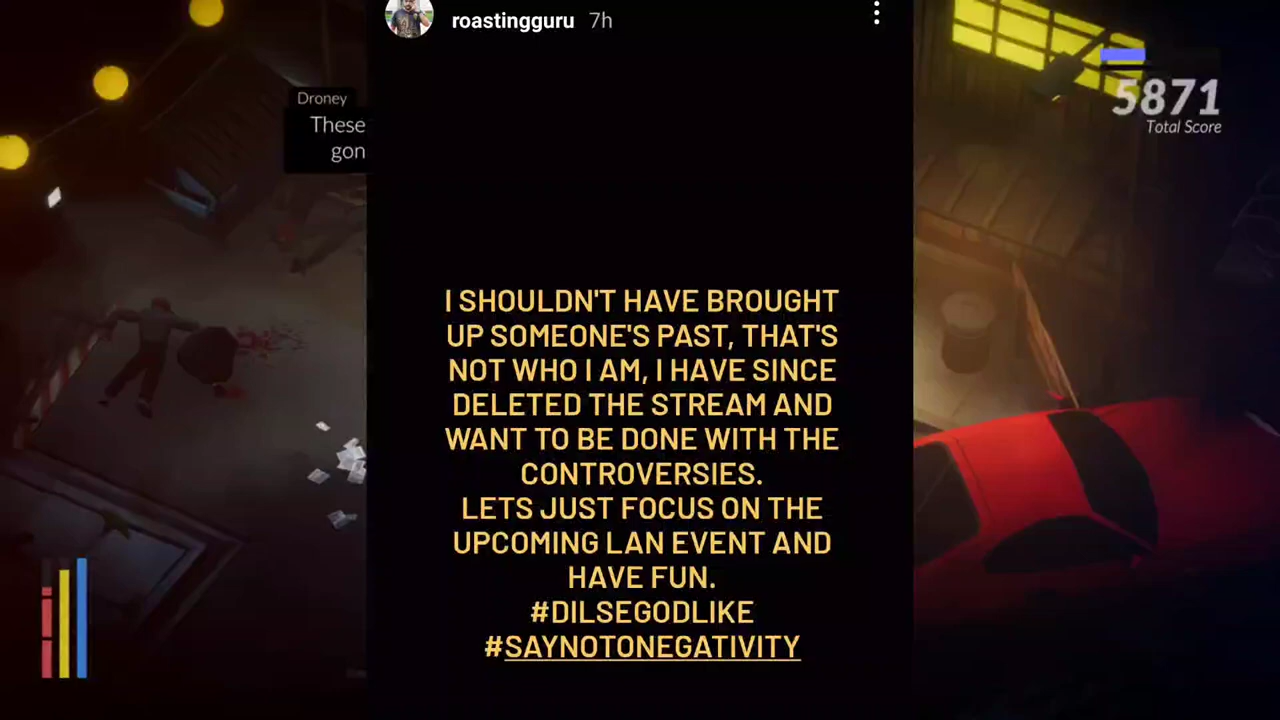 roastingguru 7h
Droney
These
gon
5871
Total Score
I SHOULDN'T HAVE BROUGHT
UP SOMEONE'S PAST, THAT'S
NOT WHO I AM, I HAVE SINCE
DELETED THE STREAM AND
WANT TO BE DONE WITH THE
CONTROVERSIES.
LETS JUST FOCUS ON THE
UPCOMING LAN EVENT AND
HAVE FUN.
#DILSEGODLIKE
#SAYNOTONEGATIVITY